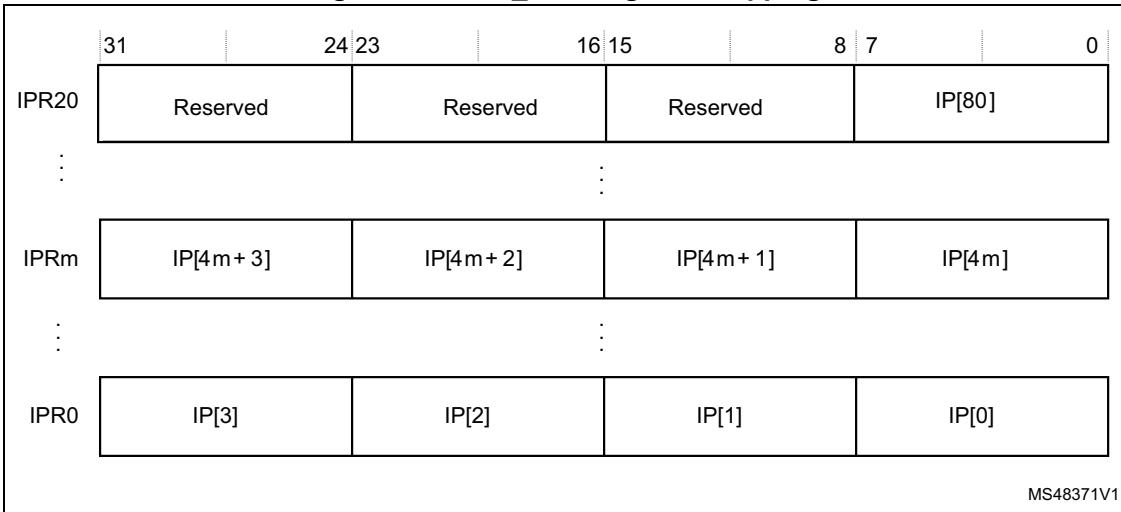 31 24 23 16 15 8 7 0
IPR20 Reserved Reserved Reserved IP[80]
IPRm IP[4m+3] IP[4m+2] IP[4m+1] IP[4m]
IPR0 IP[3] IP[2] IP[1] IP[0]
MS48371V1